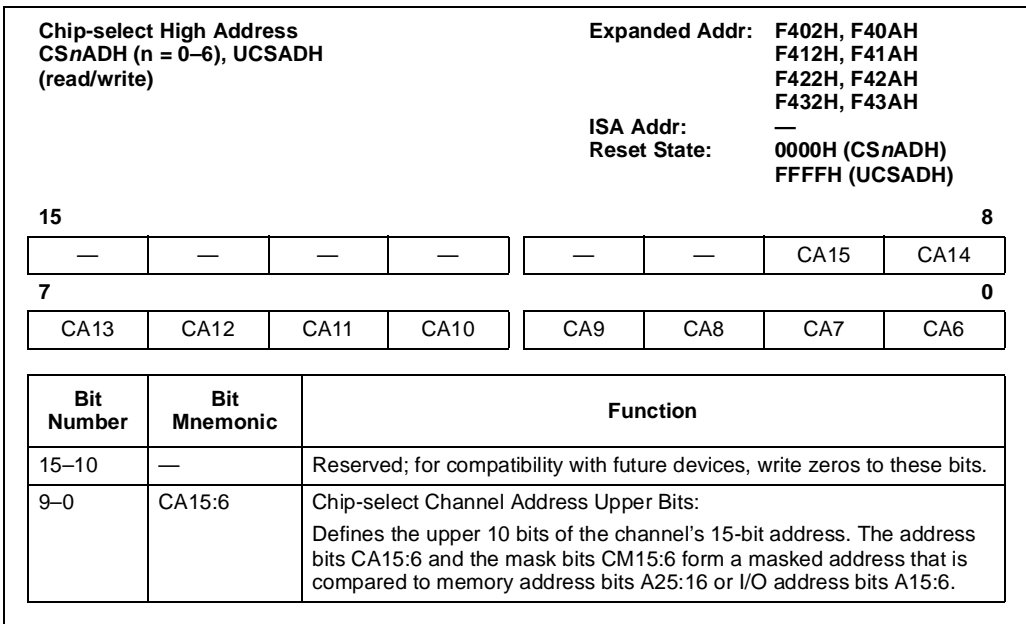 Chip-select High Address
CSnADH (n = 0–6), UCSADH
(read/write)
Expanded Addr: F402H, F40AH
F412H, F41AH
F422H, F42AH
F432H, F43AH
ISA Addr: —
Reset State: 0000H (CSnADH)
FFFFH (UCSADH)
15 8
— — — — — — CA15 CA14
7 0
CA13 CA12 CA11 CA10 CA9 CA8 CA7 CA6
Bit Number Bit Mnemonic Function
15–10 — Reserved; for compatibility with future devices, write zeros to these bits.
9–0 CA15:6 Chip-select Channel Address Upper Bits:
Defines the upper 10 bits of the channel's 15-bit address. The address
bits CA15:6 and the mask bits CM15:6 form a masked address that is
compared to memory address bits A25:16 or I/O address bits A15:6.